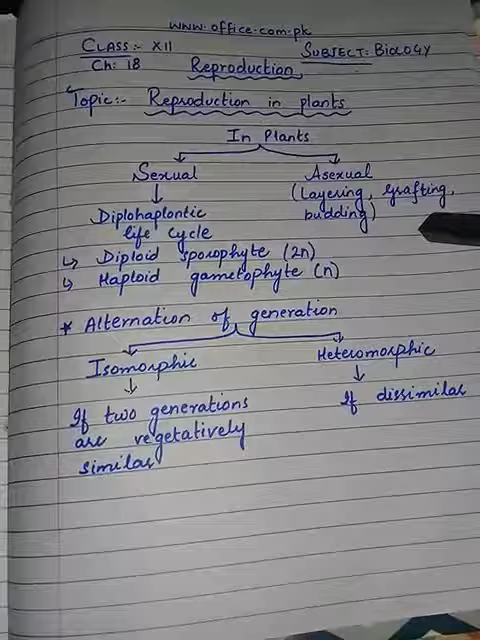 www.office.com.pk
CLASS:- XII SUBJECT: BIOLOGY
Ch: 18 Reproduction
Topic:- Reproduction in plants
In Plants
Sexual Asexual
(Layering, Grafting,
budding)
Diplohaplontic
life cycle
↳ Diploid sporophyte (2n)
↳ Haploid gametophyte (n)
* Alternation of generation
Isomorphic Heteromorphic
If two generations
are vegetatively
similar
If dissimilar